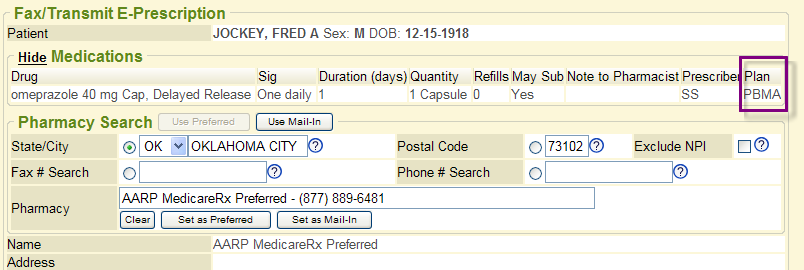 Fax/Transmit E-Prescription
Patient JOCKEY, FRED A Sex: M DOB: 12-15-1918
Hide Medications
Drug Sig Duration (days) Quantity Refills May Sub Note to Pharmacist Prescriber Plan
omeprazole 40 mg Cap, Delayed Release One daily 1 1 Capsule 0 Yes SS PBMA
Pharmacy Search Use Preferred Use Mail-In
State/City OK OKLAHOMA CITY ? Postal Code 73102 ? Exclude NPI ?
Fax # Search ? Phone # Search ?
Pharmacy AARP MedicareRx Preferred - (877) 889-6481
Clear Set as Preferred Set as Mail-In
Name AARP MedicareRx Preferred
Address